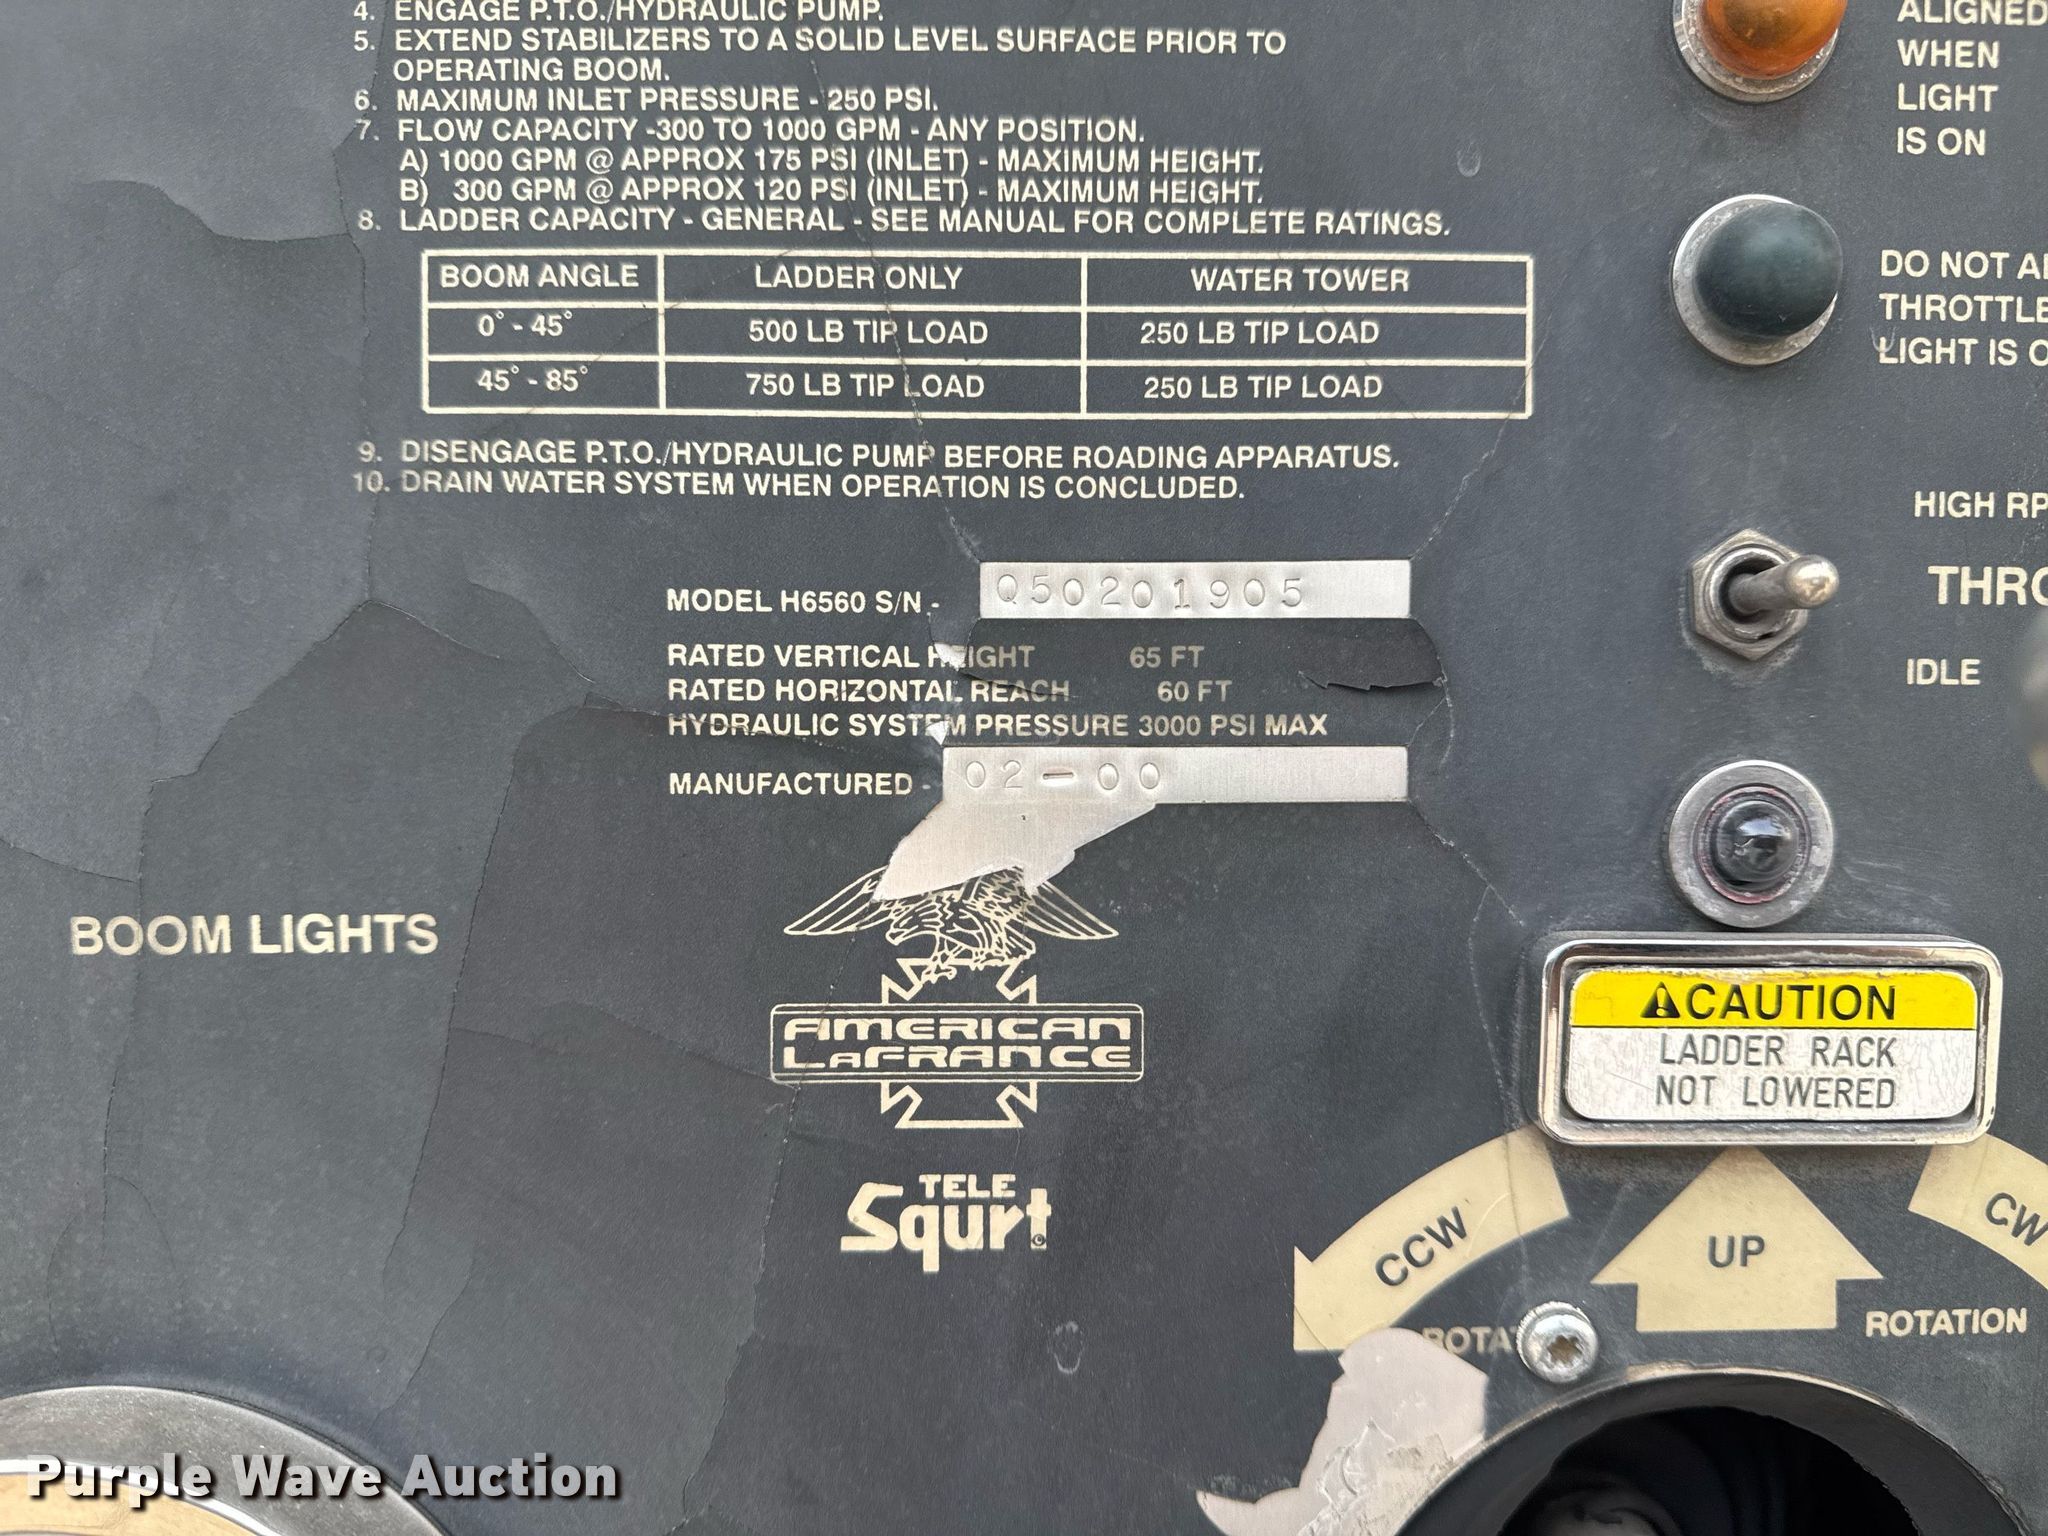 4. ENGAGE P.T.O./HYDRAULIC PUMP.
5. EXTEND STABILIZERS TO A SOLID LEVEL SURFACE PRIOR TO
OPERATING BOOM.
6. MAXIMUM INLET PRESSURE - 250 PSI.
7. FLOW CAPACITY -300 TO 1000 GPM - ANY POSITION.
A) 1000 GPM @ APPROX 175 PSI (INLET) - MAXIMUM HEIGHT.
B) 300 GPM @ APPROX 120 PSI (INLET) - MAXIMUM HEIGHT.
8. LADDER CAPACITY - GENERAL - SEE MANUAL FOR COMPLETE RATINGS.
BOOM ANGLE LADDER ONLY WATER TOWER
0° - 45° 500 LB TIP LOAD 250 LB TIP LOAD
45° - 85° 750 LB TIP LOAD 250 LB TIP LOAD
9. DISENGAGE P.T.O./HYDRAULIC PUMP BEFORE ROADING APPARATUS.
10. DRAIN WATER SYSTEM WHEN OPERATION IS CONCLUDED.
MODEL H6560 S/N - Q50201905
RATED VERTICAL HEIGHT 65 FT
RATED HORIZONTAL REACH 60 FT
HYDRAULIC SYSTEM PRESSURE 3000 PSI MAX
MANUFACTURED - 02-00
BOOM LIGHTS
AMERICAN
LAFRANCE
TELE
Squrt
ALIGNED
WHEN
LIGHT
IS ON
DO NOT
THROTTLE
LIGHT IS
HIGH
IDLE
CAUTION
LADDER RACK
NOT LOWERED
CCW
UP
CW
ROTATION
Purple Wave Auction